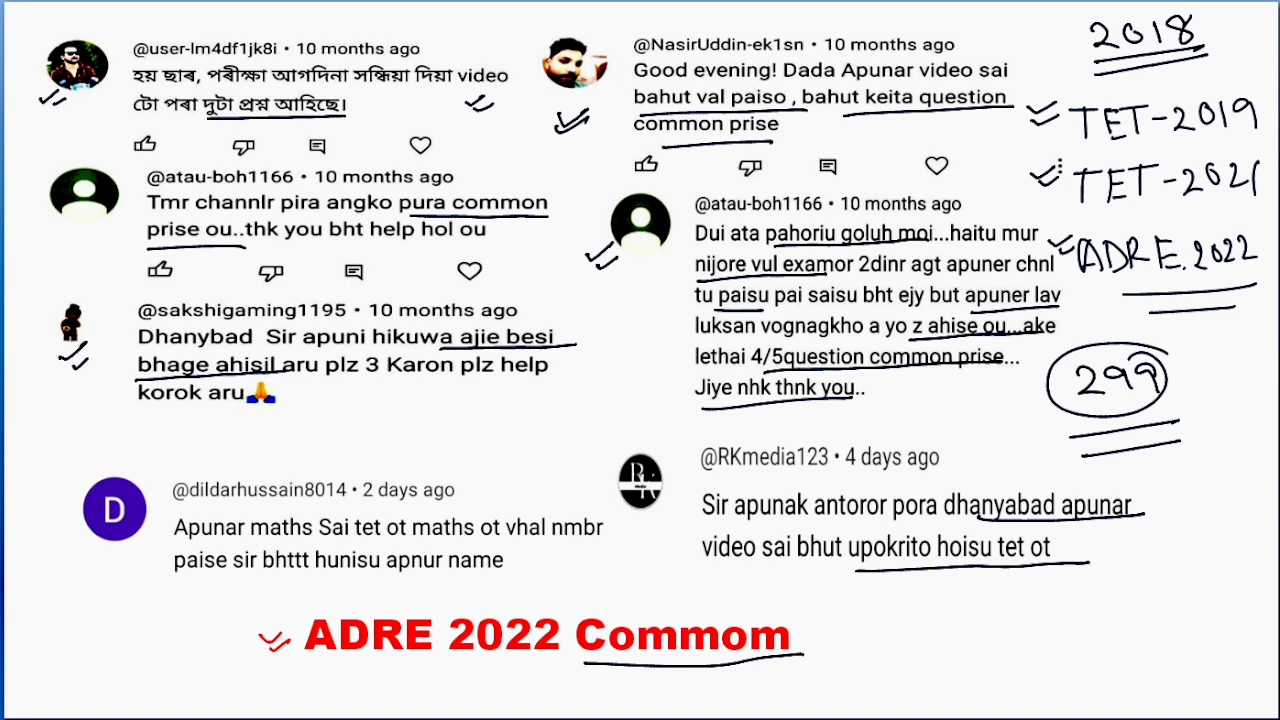 @user-lm4df1jk8i • 10 months ago
হয় ছাৰ, পৰীক্ষা আগদিনা সন্ধিয়া দিয়া video
টো পৰা দুটা প্ৰশ্ন আহিছে।
@atau-boh1166 • 10 months ago
Tmr channlr pira angko pura common
prise ou..thk you bht help hol ou
@sakshigaming1195 • 10 months ago
Dhanybad Sir apuni hikuwa ajie besi
bhage ahisil aru plz 3 Karon plz help
korok aru🙏
D
@dildarhussain8014 • 2 days ago
Apunar maths Sai tet ot maths ot vhal nmbr
paise sir bhttt hunisu apnur name
@NasirUddin-ek1sn • 10 months ago
Good evening! Dada Apunar video sai
bahut val paiso , bahut keita question
common prise
@atau-boh1166 • 10 months ago
Dui ata pahoriu goluh moi...haitu mur
nijore vul examor 2dinr agt apuner chnl
tu paisu pai saisu bht ejy but apuner lav
luksan vognagkho a yo z ahise ou...ake
lethai 4/5question common prise...
Jiye nhk thnk you..
@RKmedia123 • 4 days ago
Sir apunak antoror pora dhanyabad apunar
video sai bhut upokrito hoisu tet ot
2018
TET-2019
TET-2021
ADRE.2022
299
ADRE 2022 Commom